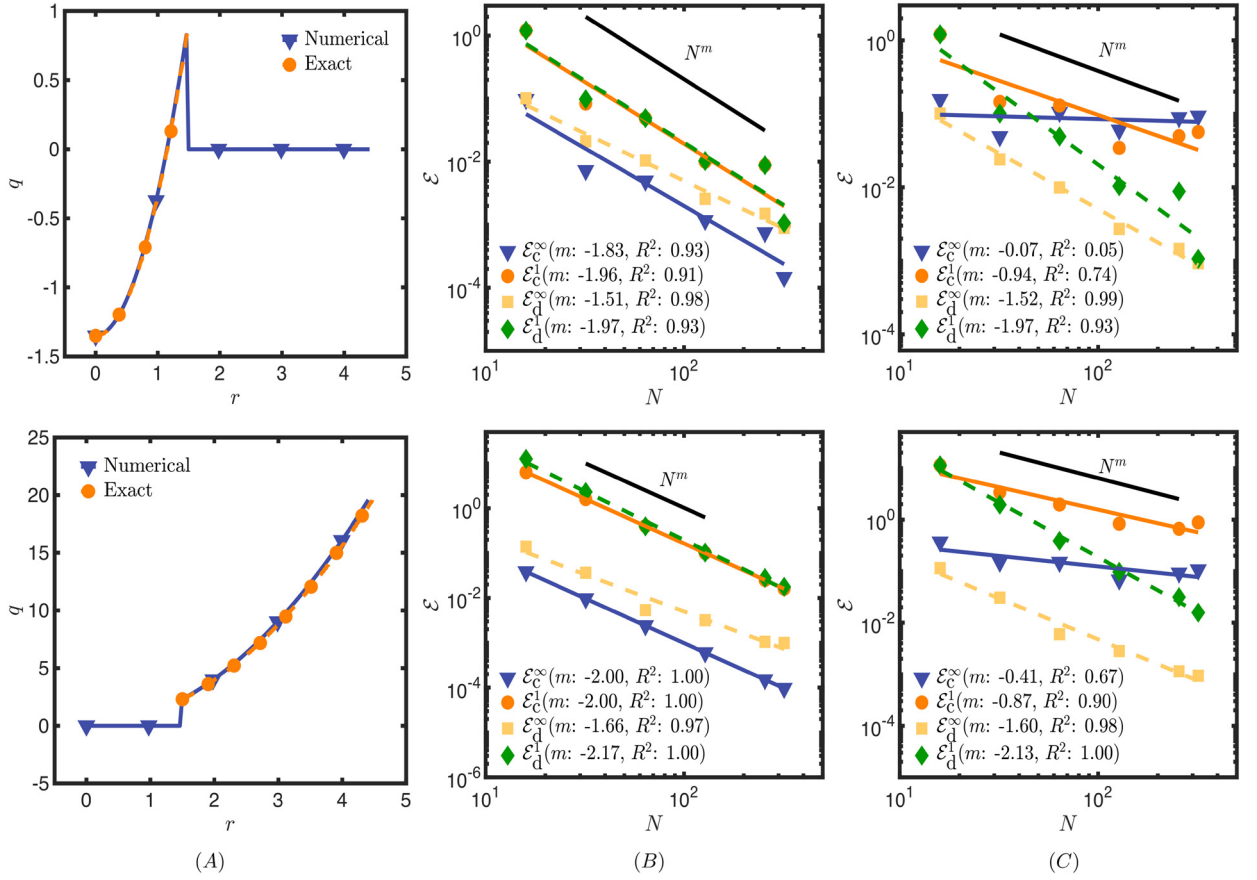 1
0.5
0
-0.5
-1
-1.5
0 1 2 3 4 5
q
r
Numerical
Exact
10^0
10^-2
10^-4
10^1 10^2
ℰ
N
N^m
ℰ_c^∞(m: -1.83, R^2: 0.93)
ℰ_c^1(m: -1.96, R^2: 0.91)
ℰ_d^∞(m: -1.51, R^2: 0.98)
ℰ_d^1(m: -1.97, R^2: 0.93)
10^0
10^-2
10^-4
10^1 10^2
ℰ
N
N^m
ℰ_c^∞(m: -0.07, R^2: 0.05)
ℰ_c^1(m: -0.94, R^2: 0.74)
ℰ_d^∞(m: -1.52, R^2: 0.99)
ℰ_d^1(m: -1.97, R^2: 0.93)
25
20
15
10
5
0
-5
0 1 2 3 4 5
q
r
Numerical
Exact
10^0
10^-2
10^-4
10^-6
10^1 10^2
ℰ
N
N^m
ℰ_c^∞(m: -2.00, R^2: 1.00)
ℰ_c^1(m: -2.00, R^2: 1.00)
ℰ_d^∞(m: -1.66, R^2: 0.97)
ℰ_d^1(m: -2.17, R^2: 1.00)
10^0
10^-2
10^-4
10^1 10^2
ℰ
N
N^m
ℰ_c^∞(m: -0.41, R^2: 0.67)
ℰ_c^1(m: -0.87, R^2: 0.90)
ℰ_d^∞(m: -1.60, R^2: 0.98)
ℰ_d^1(m: -2.13, R^2: 1.00)
(A) (B) (C)